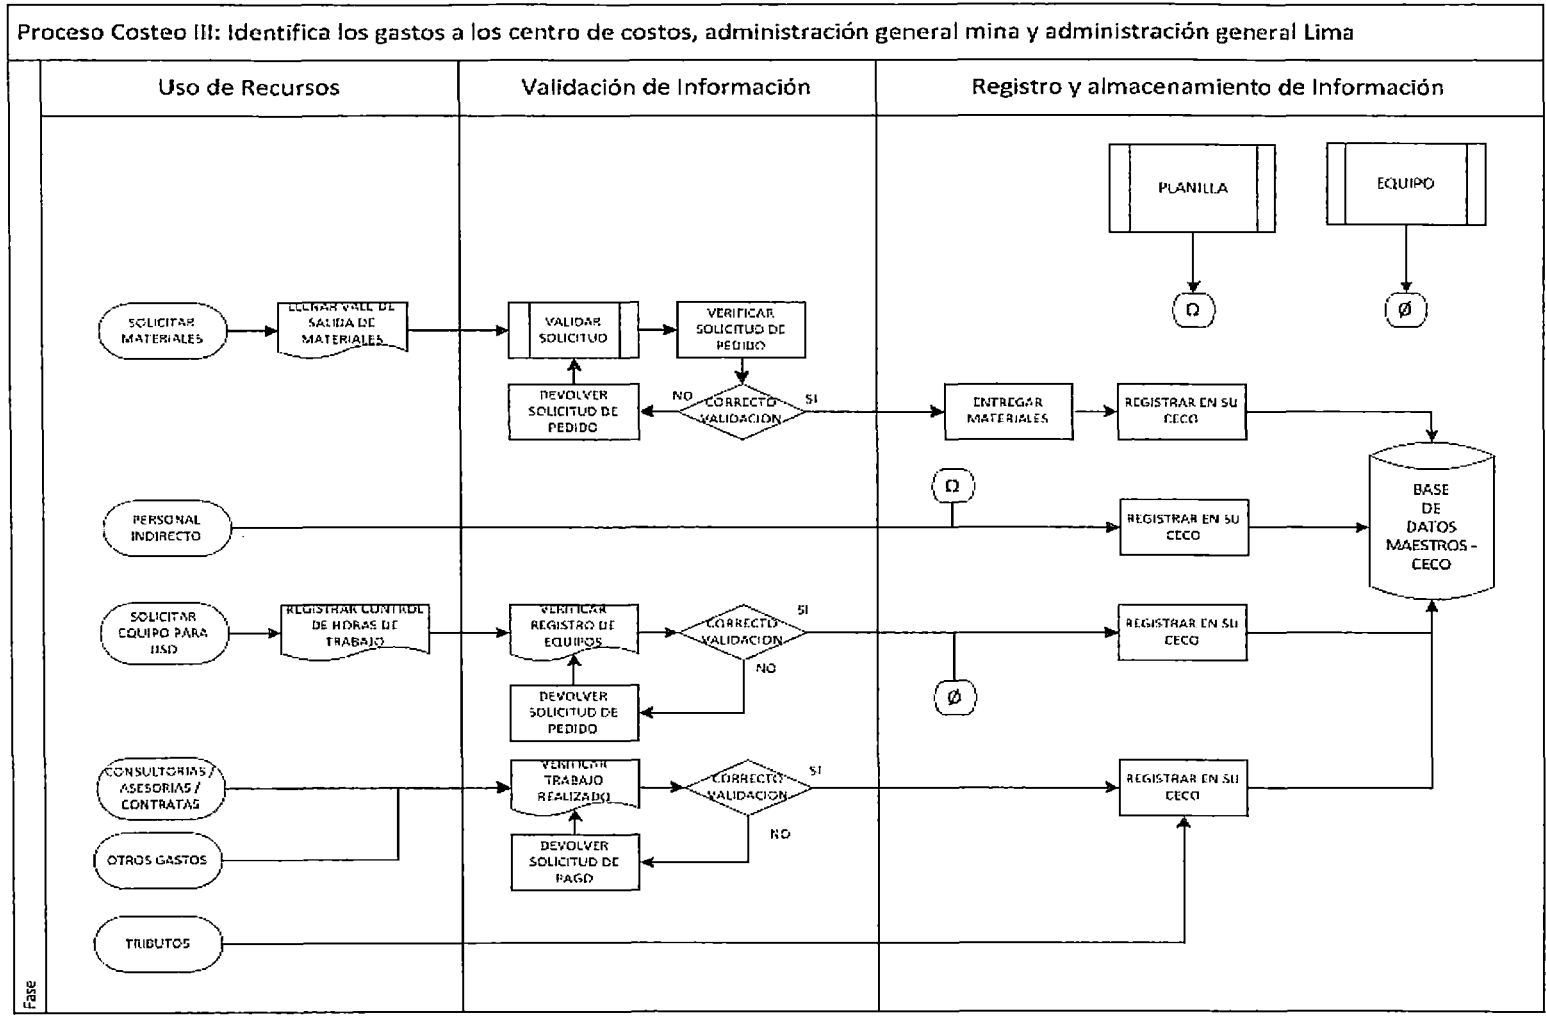 Proceso Costeo III: Identifica los gastos a los centro de costos, administración general mina y administración general Lima
Uso de Recursos
Validación de Información
Registro y almacenamiento de Información
PLANILLA
EQUIPO
Ω
Ø
SOLICITAR
MATERIALES
LLENAR VALE DE
SALIDA DE
MATERIALES
VALIDAR
SOLICITUD
VERIFICAR
SOLICITUD DE
PEDIDO
DEVOLVER
SOLICITUD DE
PEDIDO
NO
CORRECTO
VALIDACION
SI
ENTREGAR
MATERIALES
REGISTRAR EN SU
CECO
Ω
PERSONAL
INDIRECTO
REGISTRAR EN SU
CECO
BASE
DE
DATOS
MAESTROS -
CECO
SOLICITAR
EQUIPO PARA
USO
REGISTRAR CONTROL
DE HORAS DE
TRABAJO
VERIFICAR
REGISTRO DE
EQUIPOS
CORRECTO
VALIDACION
SI
NO
REGISTRAR EN SU
CECO
DEVOLVER
SOLICITUD DE
PEDIDO
Ø
CONSULTORIAS /
ASESORIAS /
CONTRATAS
VERIFICAR
TRABAJO
REALIZADO
CORRECTO
VALIDACION
SI
NO
REGISTRAR EN SU
CECO
OTROS GASTOS
DEVOLVER
SOLICITUD DE
PAGO
TRIBUTOS
Fase